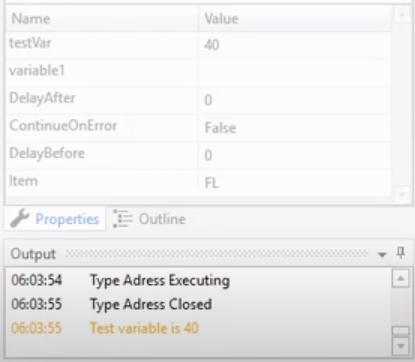 Name Value
testVar 40
variable1
DelayAfter 0
ContinueOnError False
DelayBefore 0
Item FL
Properties Outline
Output
06:03:54 Type Adress Executing
06:03:55 Type Adress Closed
06:03:55 Test variable is 40